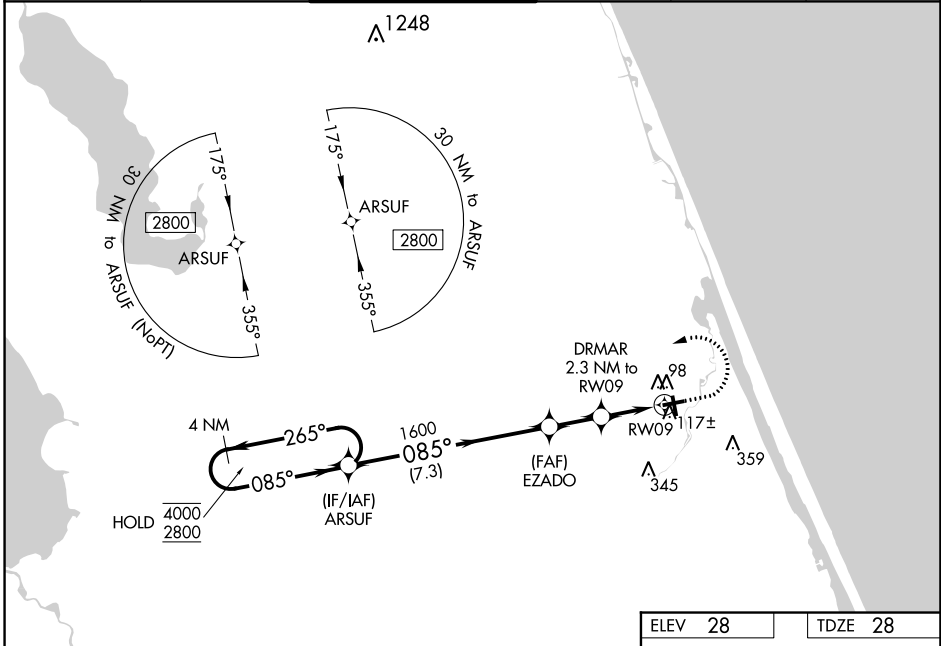 1248
30 NM to ARSUF (NoPT)
175°
2800
ARSUF
355°
175°
30 NM to ARSUF
ARSUF
2800
355°
DRMAR
2.3 NM to
RW09
98
4 NM
265°
1600
085°
(7.3)
RW09
117±
359
085°
(FAF)
EZADO
345
(IF/IAF)
ARSUF
HOLD
4000
2800
ELEV 28
TDZE 28